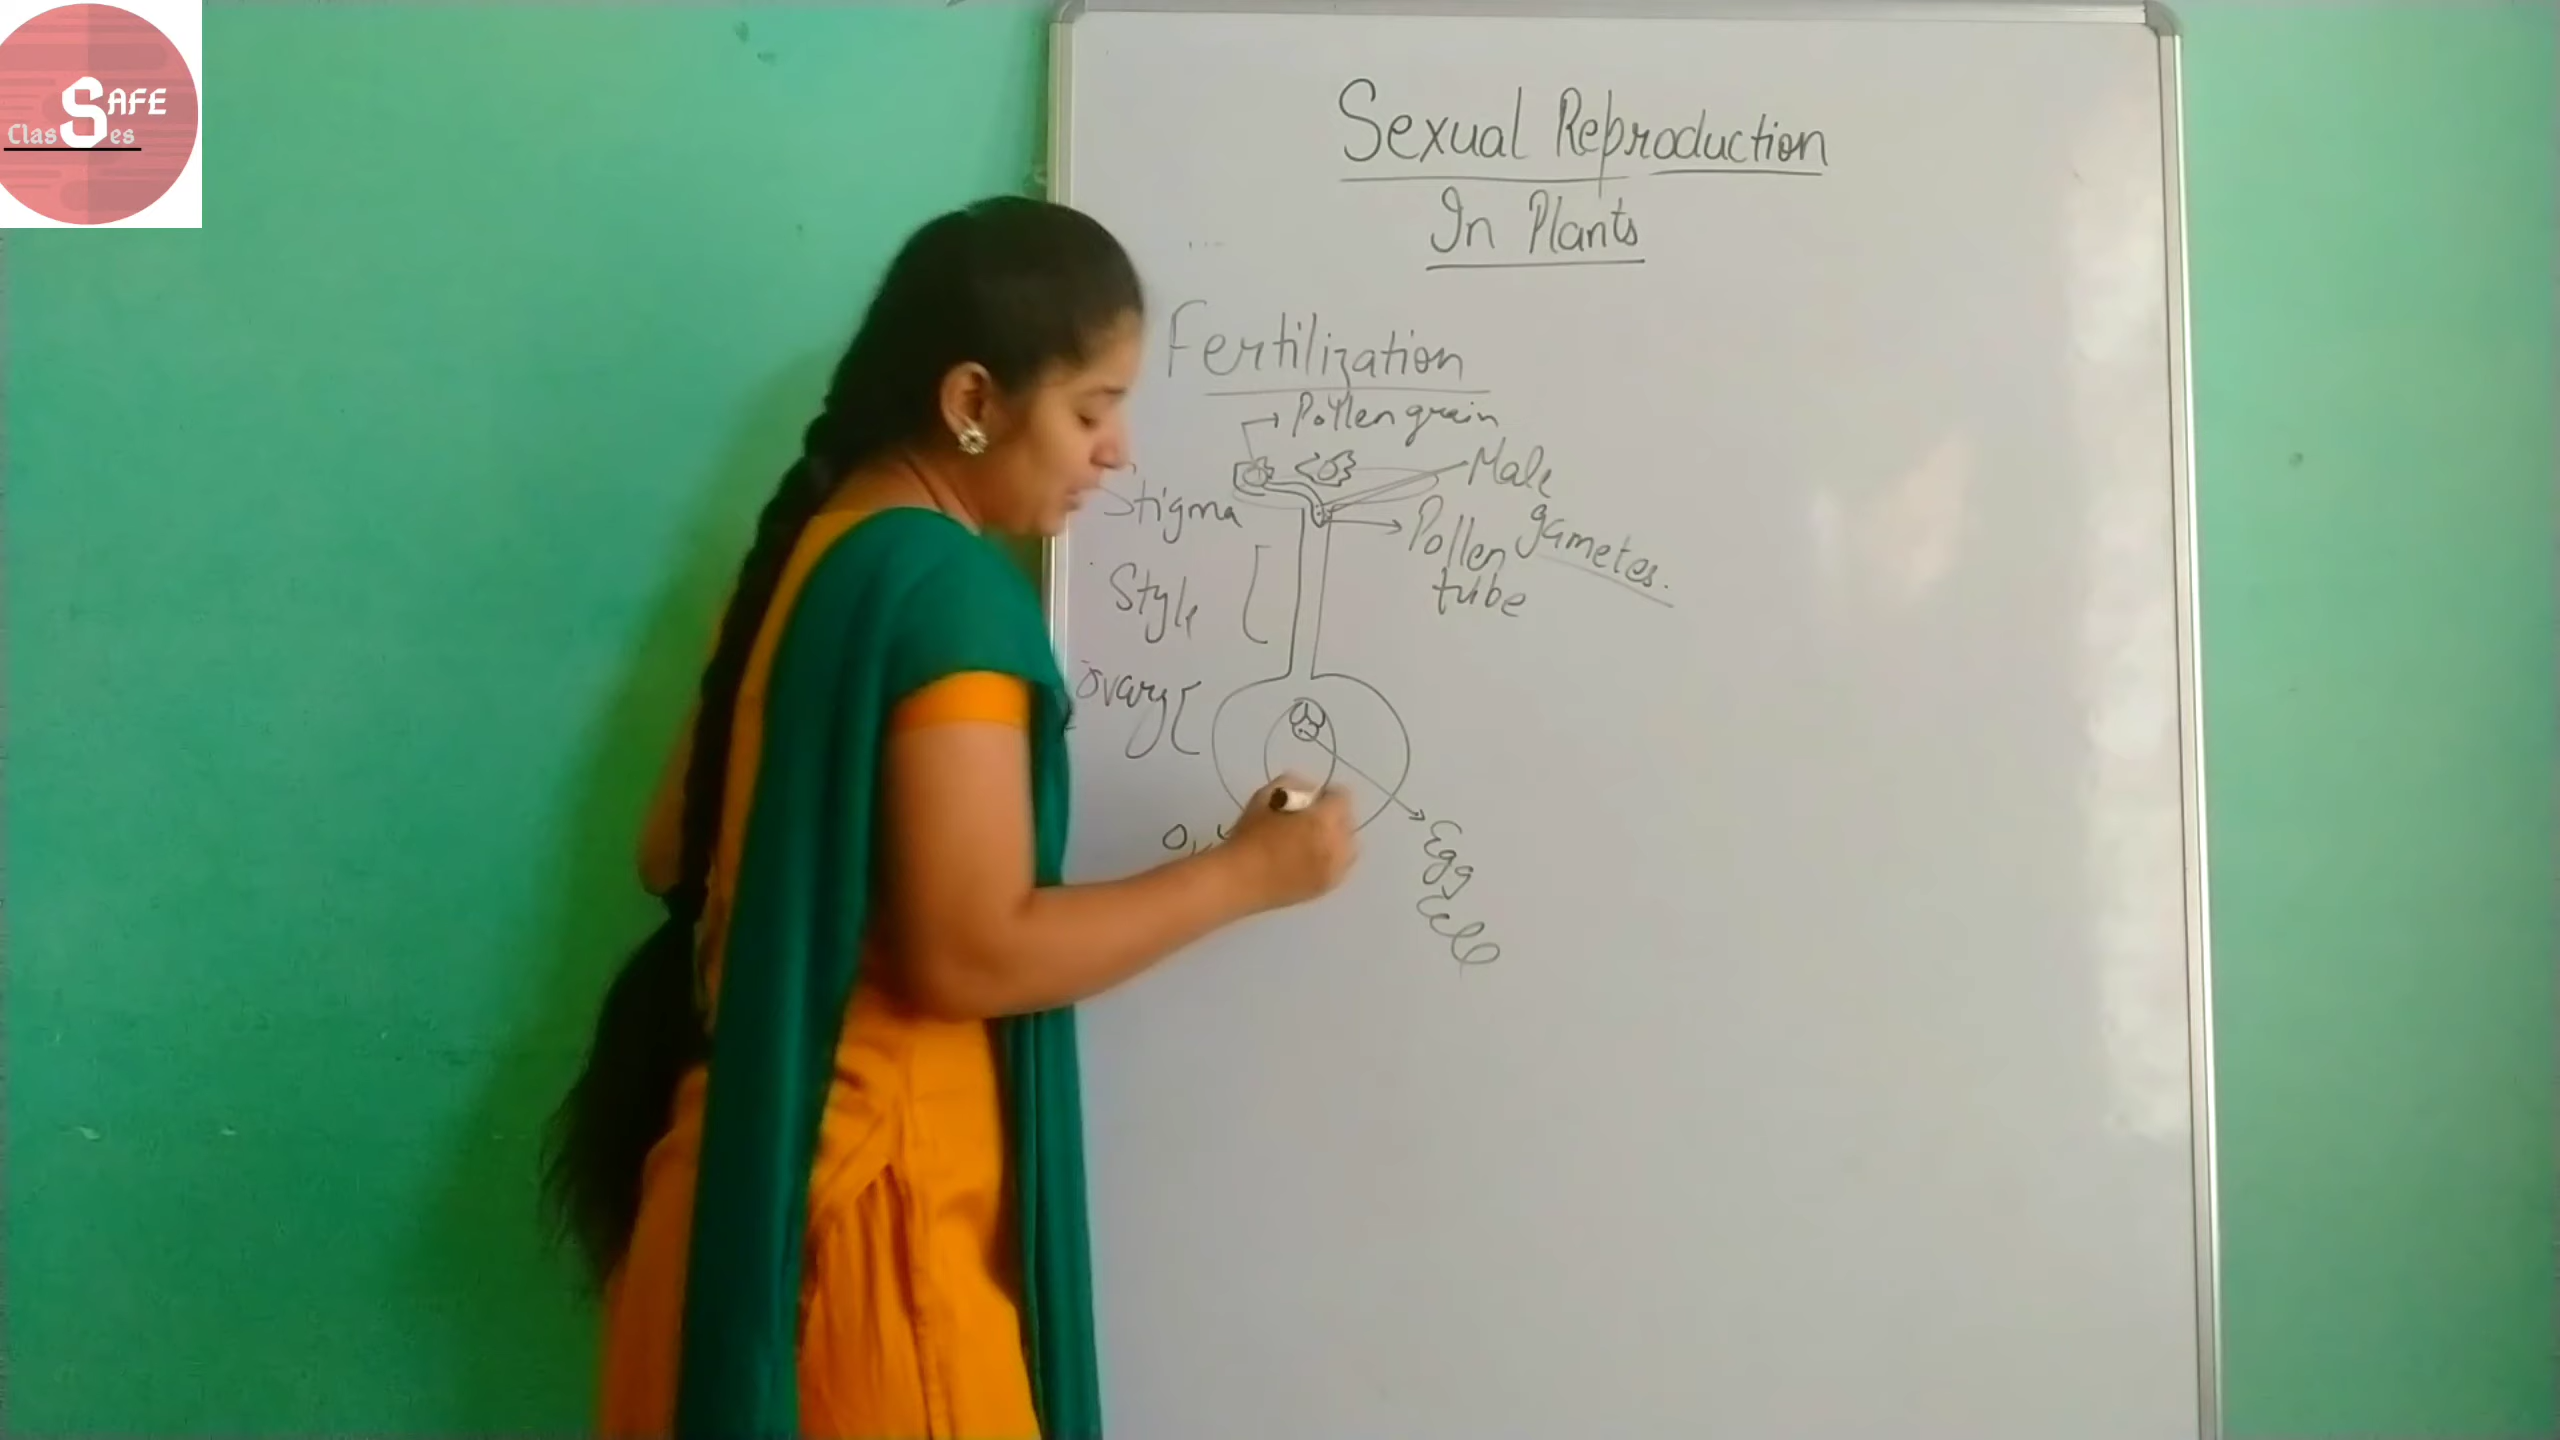 SAFE
Classes
Sexual Reproduction
In Plants
Fertilization
Pollen grain
Male
gametes.
Stigma
Pollen
tube
Style
Ovary
Egg
Cell